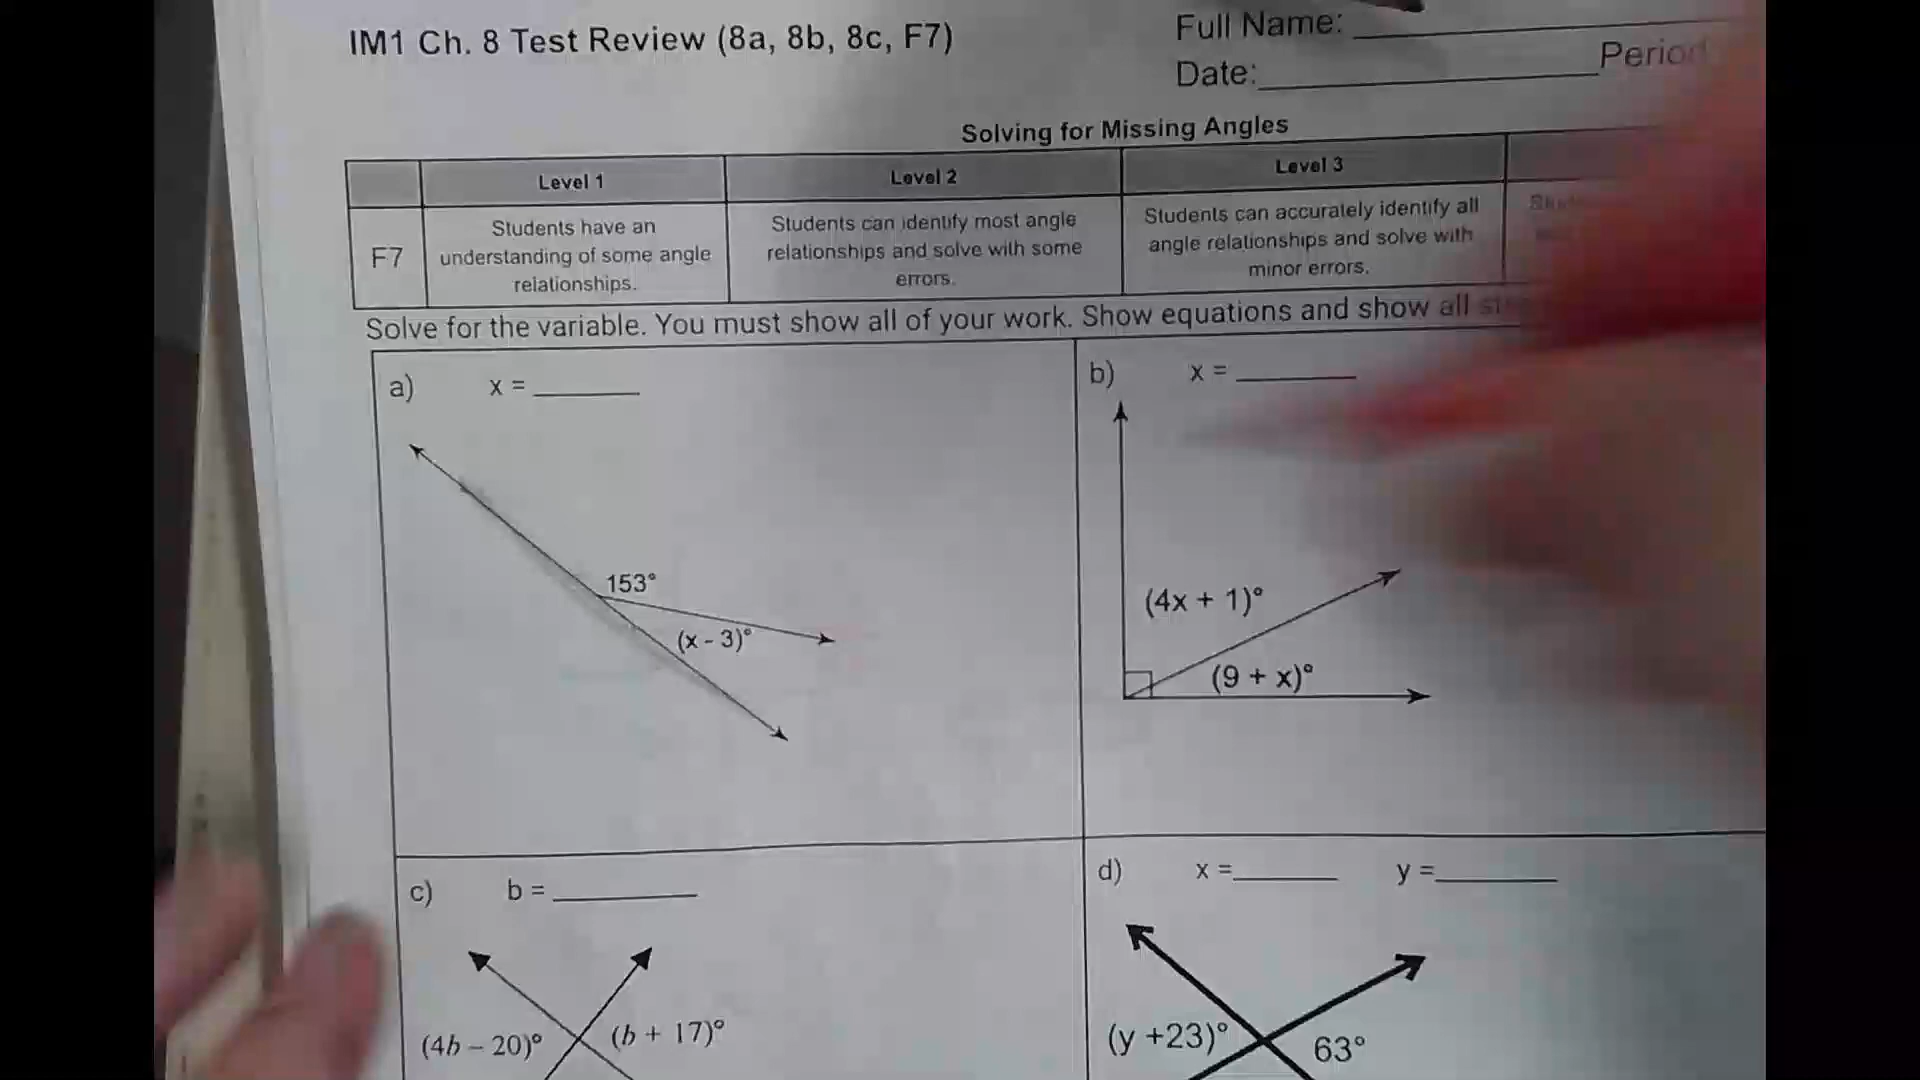 IM1 Ch. 8 Test Review (8a, 8b, 8c, F7)
Full Name:
Date: Period
Solving for Missing Angles
Level 1 Level 2 Level 3
F7
Students have an
understanding of some angle
relationships.
Students can identify most angle
relationships and solve with some
errors.
Students can accurately identify all
angle relationships and solve with
minor errors.
Solve for the variable. You must show all of your work. Show equations and show all
a) x =
153°
(x - 3)°
b) x =
(4x + 1)°
(9 + x)°
c) b =
(4b – 20)°
(b + 17)°
d) x = y =
(y +23)°
63°